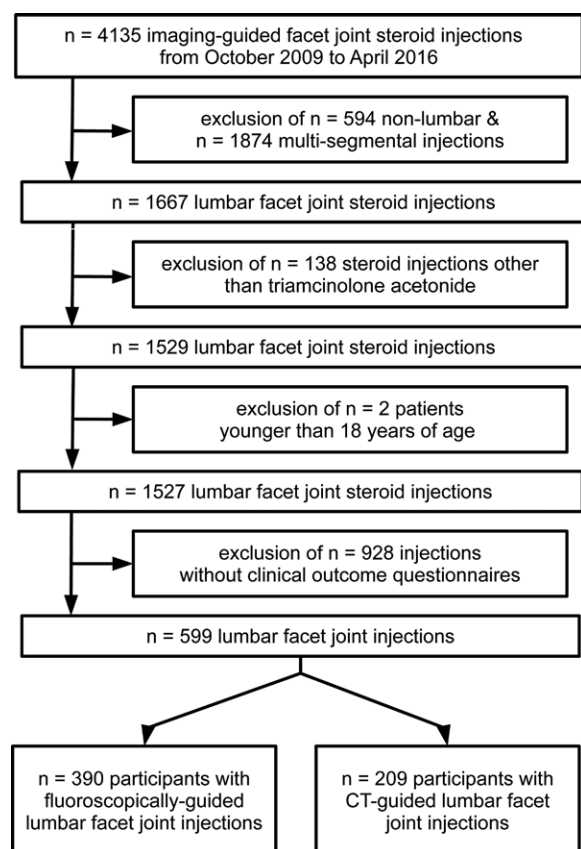 n = 4135 imaging-guided facet joint steroid injections
from October 2009 to April 2016
exclusion of n = 594 non-lumbar &
n = 1874 multi-segmental injections
n = 1667 lumbar facet joint steroid injections
exclusion of n = 138 steroid injections other
than triamcinolone acetonide
n = 1529 lumbar facet joint steroid injections
exclusion of n = 2 patients
younger than 18 years of age
n = 1527 lumbar facet joint steroid injections
exclusion of n = 928 injections
without clinical outcome questionnaires
n = 599 lumbar facet joint injections
n = 390 participants with
fluoroscopically-guided
lumbar facet joint injections
n = 209 participants with
CT-guided lumbar facet
joint injections